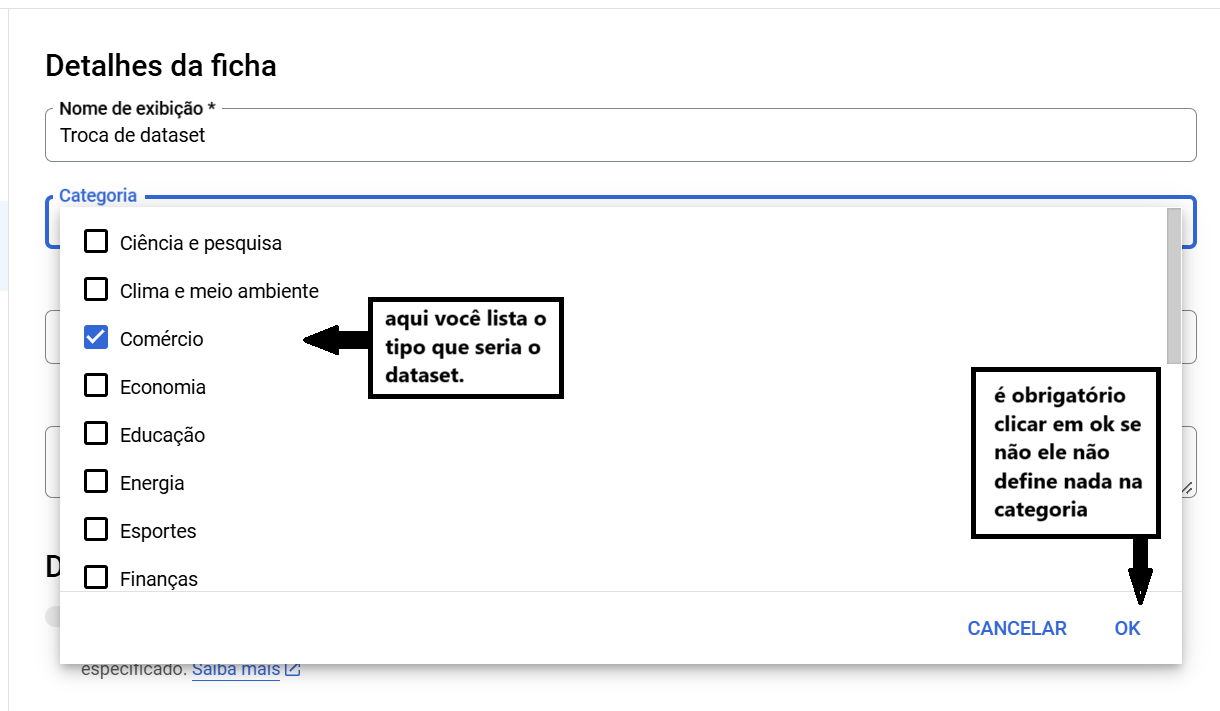 Detalhes da ficha
Nome de exibição *
Troca de dataset
Categoria
Ciência e pesquisa
Clima e meio ambiente
Comércio
aqui você lista o
tipo que seria o
dataset.
Economia
Educação
Energia
Esportes
Finanças
é obrigatório
clicar em ok se
não ele não
define nada na
categoria
D
CANCELAR
OK
especificado. Saiba mais